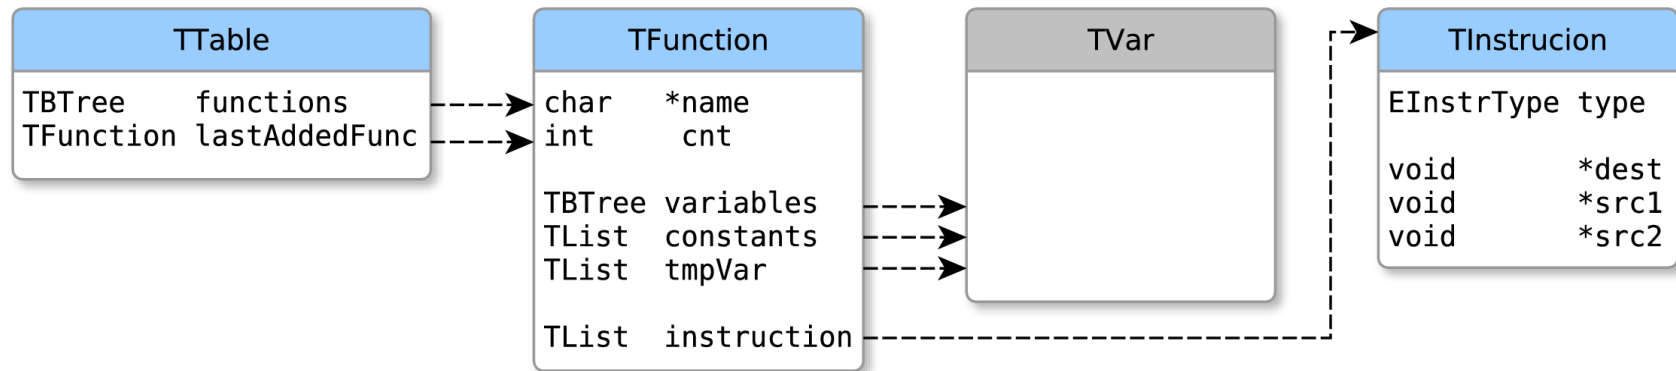 TTable
TBTree    functions
TFunction lastAddedFunc
TFunction
char   *name
int     cnt
TBTree variables
TList  constants
TList  tmpVar
TList  instruction
TVar
TInstrucion
EInstrType type
void       *dest
void       *src1
void       *src2